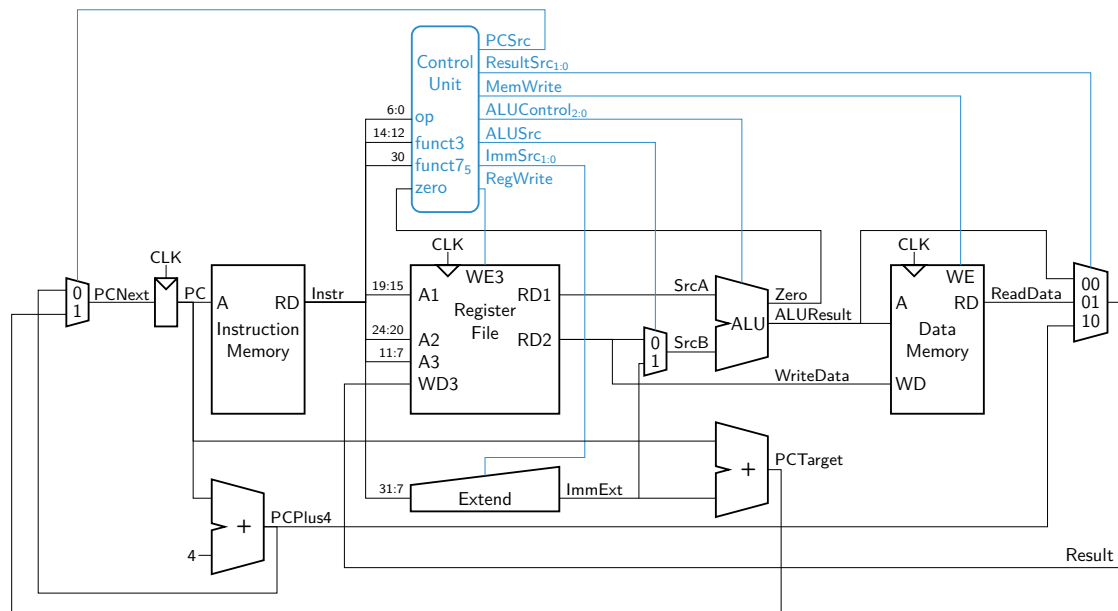 PCSrc
Control
Unit
ResultSrc1:0
MemWrite
6:0
op
ALUControl2:0
14:12
funct3
ALUSrc
30
funct75
ImmSrc1:0
zero
RegWrite
CLK
CLK
CLK
0
1
PCNext
PC
A
RD
Instruction
Memory
Instr
19:15
A1
WE3
RD1
Register
File
24:20
A2
RD2
11:7
A3
WD3
SrcA
0
1
SrcB
ALU
Zero
ALUResult
WriteData
WE
A
RD
Data
Memory
WD
ReadData
00
01
10
31:7
Extend
ImmExt
+
PCTarget
+
PCPlus4
4
Result